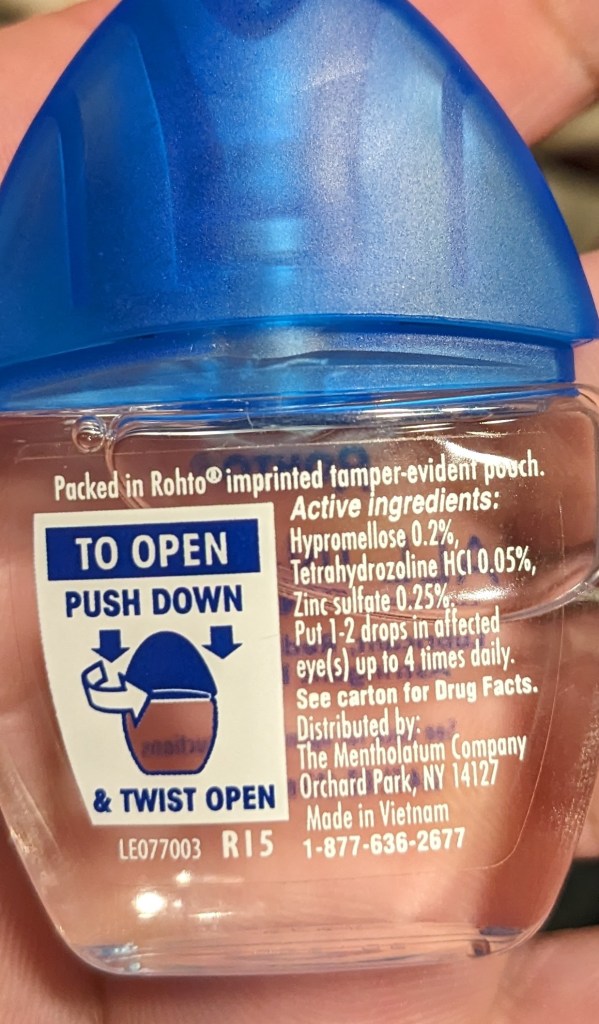 Packed in Rohto® imprinted tamper-evident pouch.
TO OPEN
PUSH DOWN
& TWIST OPEN
LE077003 R15
Active ingredients:
Hypromellose 0.2%,
Tetrahydrozoline HCl 0.05%,
Zinc sulfate 0.25%.
Put 1-2 drops in affected
eye(s) up to 4 times daily.
See carton for Drug Facts.
Distributed by:
The Mentholatum Company
Orchard Park, NY 14127
Made in Vietnam
1-877-636-2677